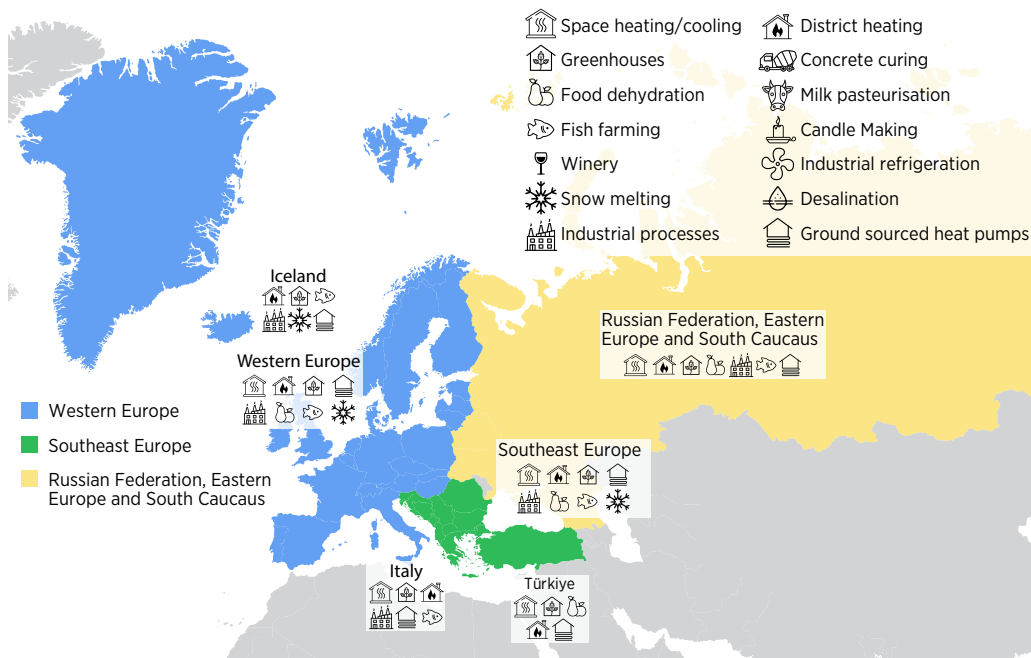 Space heating/cooling
Greenhouses
Food dehydration
Fish farming
Winery
Snow melting
Industrial processes
District heating
Concrete curing
Milk pasteurisation
Candle Making
Industrial refrigeration
Desalination
Ground sourced heat pumps
Iceland
Western Europe
Russian Federation, Eastern
Europe and South Caucaus
Western Europe
Southeast Europe
Russian Federation, Eastern
Europe and South Caucaus
Southeast Europe
Italy
Türkiye